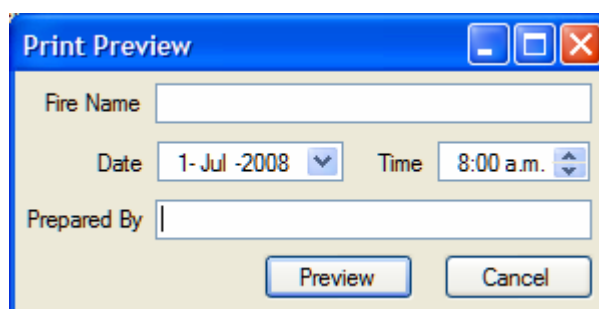 Print Preview
Fire Name
Date 1- Jul -2008 Time 8:00 a.m.
Prepared By
Preview Cancel